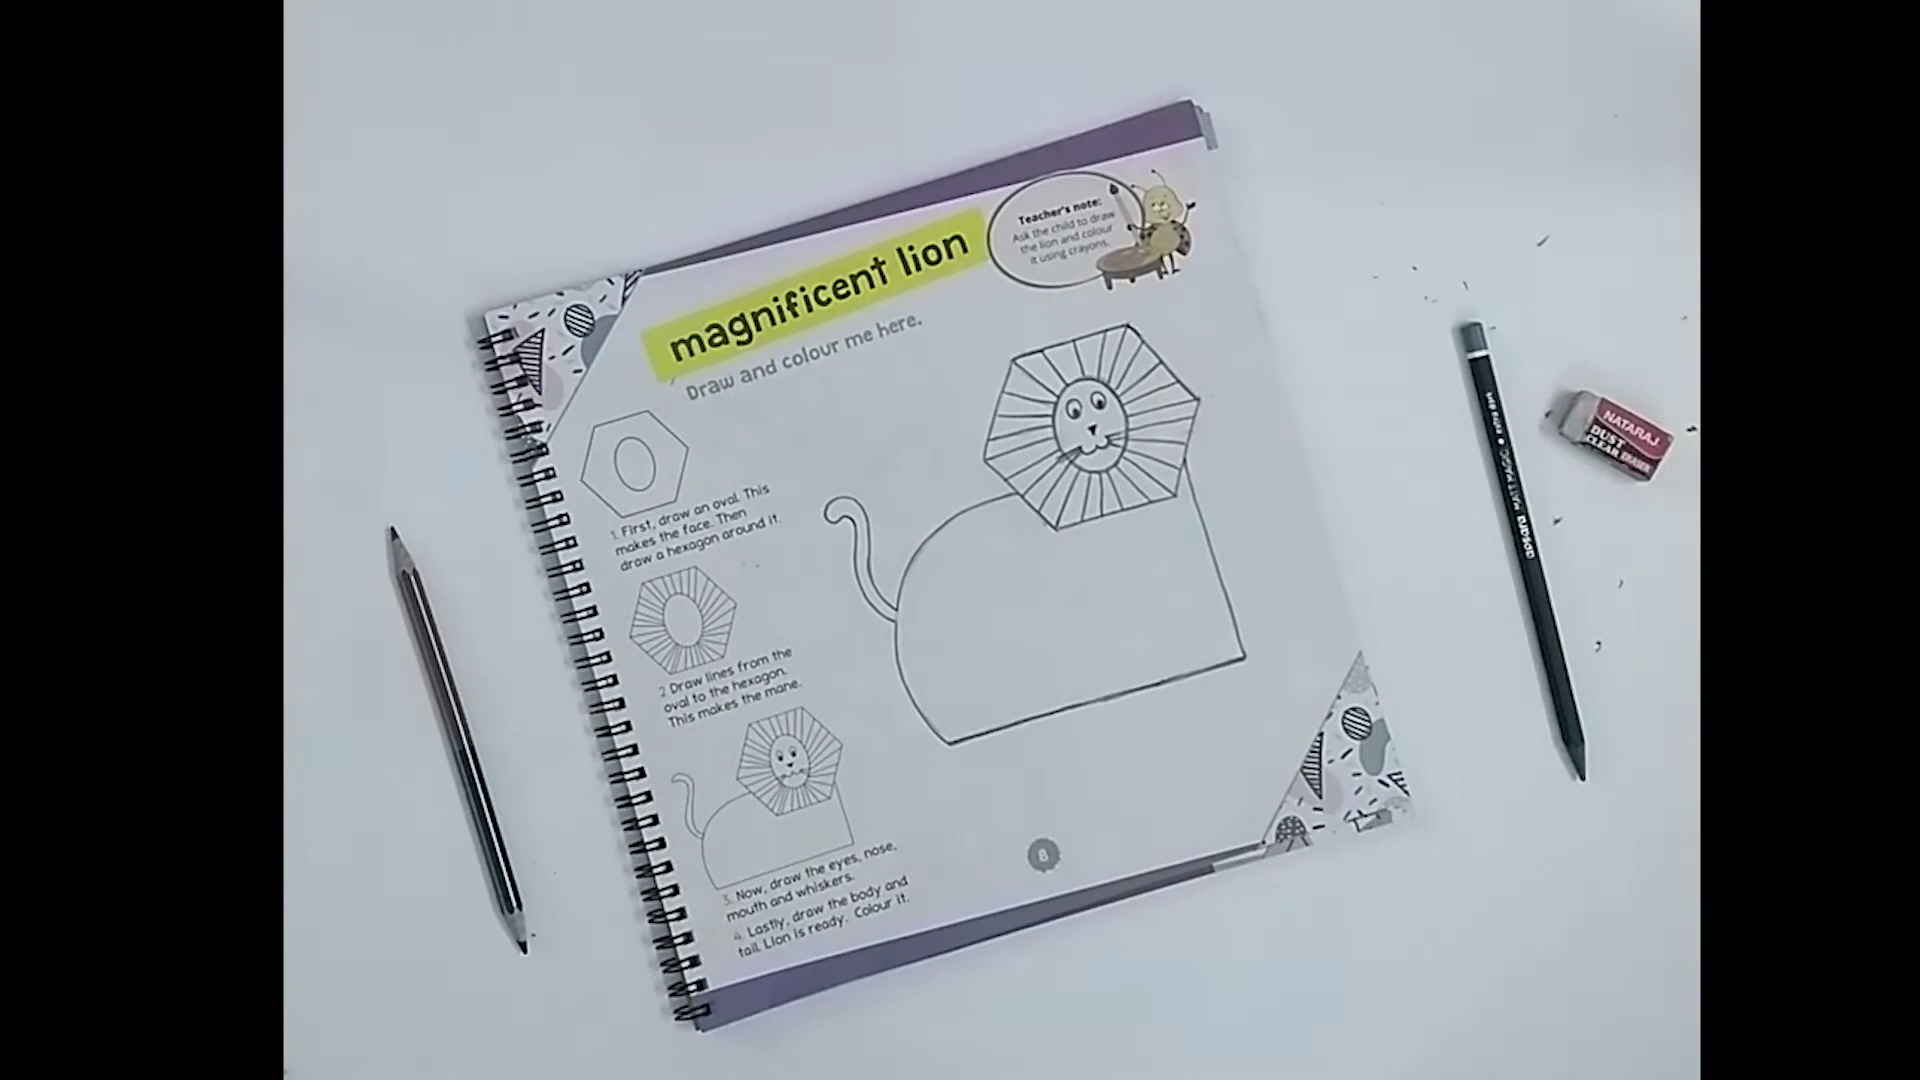 magnificent lion
Draw and colour me here.
Teacher's note:
Ask the child to draw
the lion and colour
it using crayons.
1. First, draw an oval. This
makes the face. Then
draw a hexagon around it.
2. Draw lines from the
oval to the hexagon.
This makes the mane.
3. Now, draw the eyes, nose,
mouth and whiskers.
4. Lastly, draw the body and
tail. Lion is ready. Colour it.
8
apsara
NATARAJ
DUST
CLEAR ERASER